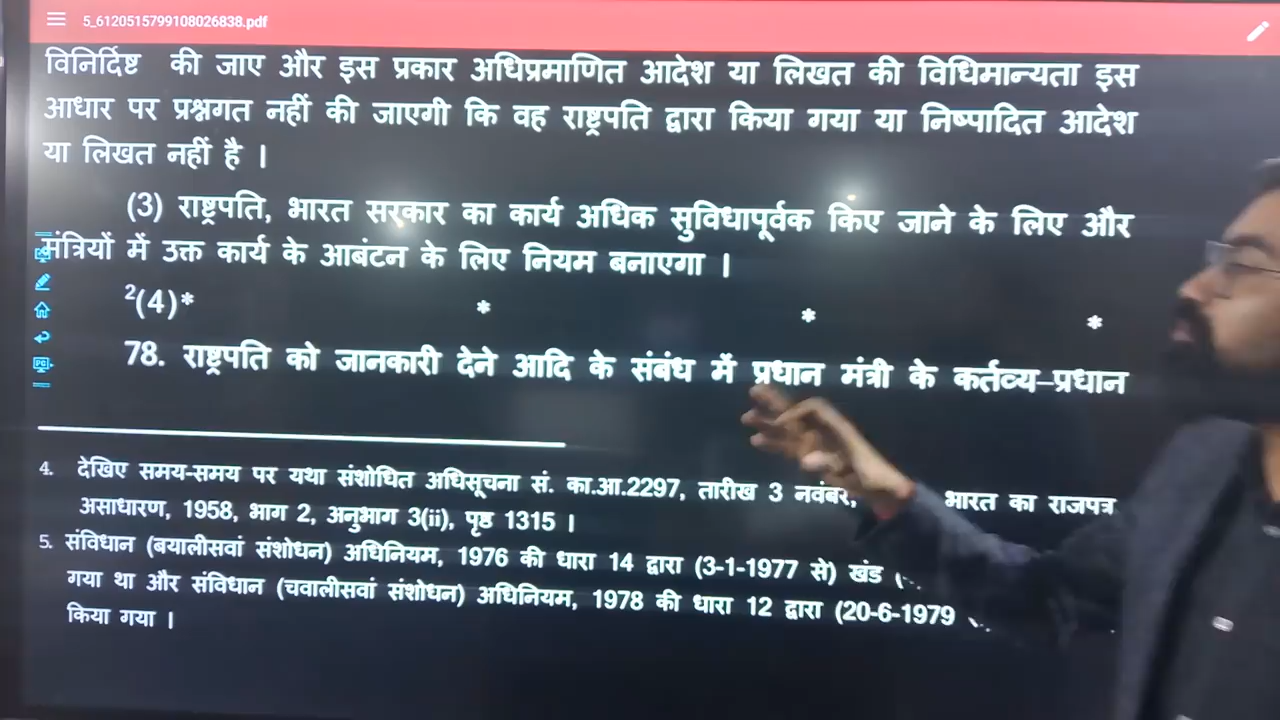 5_6120515799108026838.pdf
विनिर्दिष्ट की जाए और इस प्रकार अधिप्रमाणित आदेश या लिखत की विधिमान्यता इस
आधार पर प्रश्नगत नहीं की जाएगी कि वह राष्ट्रपति द्वारा किया गया या निष्पादित आदेश
या लिखत नहीं है ।
(3) राष्ट्रपति, भारत सरकार का कार्य अधिक सुविधापूर्वक किए जाने के लिए और
मंत्रियों में उक्त कार्य के आबंटन के लिए नियम बनाएगा ।
²(4)* * * *
78. राष्ट्रपति को जानकारी देने आदि के संबंध में प्रधान मंत्री के कर्तव्य–प्रधान
4. देखिए समय-समय पर यथा संशोधित अधिसूचना सं. का.आ.2297, तारीख 3 नवंबर, भारत का राजपत्र
असाधारण, 1958, भाग 2, अनुभाग 3(ii), पृष्ठ 1315 ।
5. संविधान (बयालीसवां संशोधन) अधिनियम, 1976 की धारा 14 द्वारा (3-1-1977 से) खंड
गया था और संविधान (चवालीसवां संशोधन) अधिनियम, 1978 की धारा 12 द्वारा (20-6-1979
किया गया ।